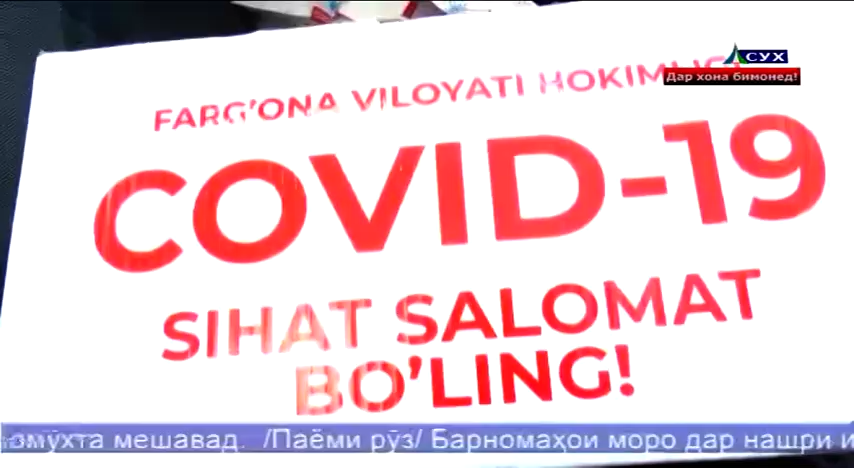 СУХ
Дар хона бимонед!
FARG'ONA VILOYATI HOKIMLIGI
COVID-19
SIHAT SALOMAT
BO'LING!
мешавад. /Паёми рӯз/ Барномаҳои моро дар нашри